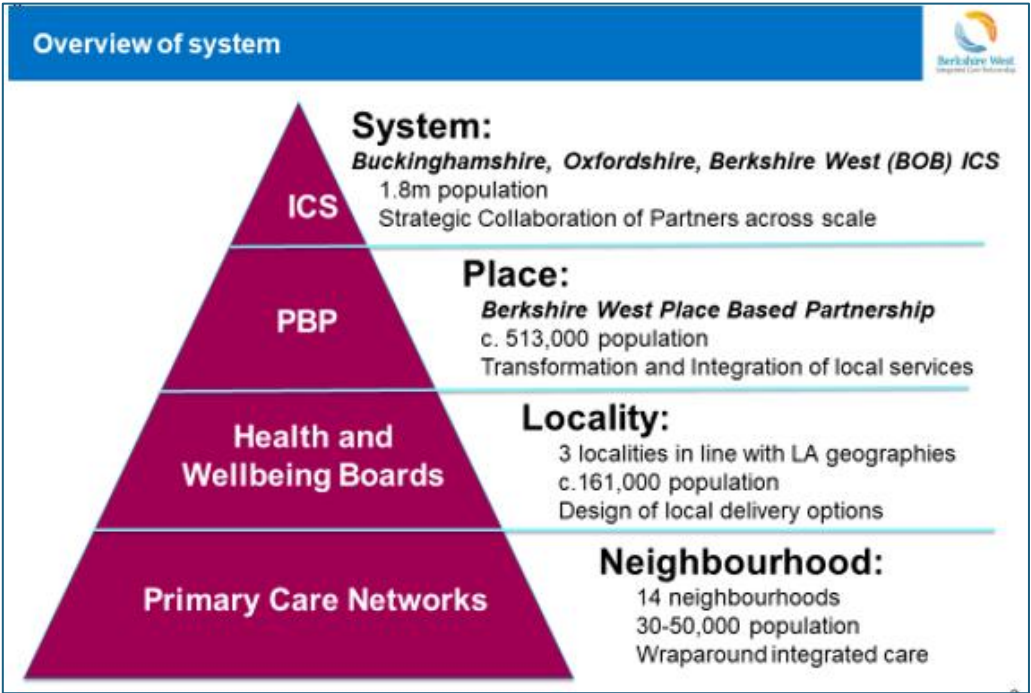 Overview of system
Berkshire West
Integrated Care Partnership
System:
Buckinghamshire, Oxfordshire, Berkshire West (BOB) ICS
1.8m population
Strategic Collaboration of Partners across scale
ICS
Place:
Berkshire West Place Based Partnership
c. 513,000 population
Transformation and Integration of local services
PBP
Locality:
3 localities in line with LA geographies
c.161,000 population
Design of local delivery options
Health and
Wellbeing Boards
Neighbourhood:
14 neighbourhoods
30-50,000 population
Wraparound integrated care
Primary Care Networks